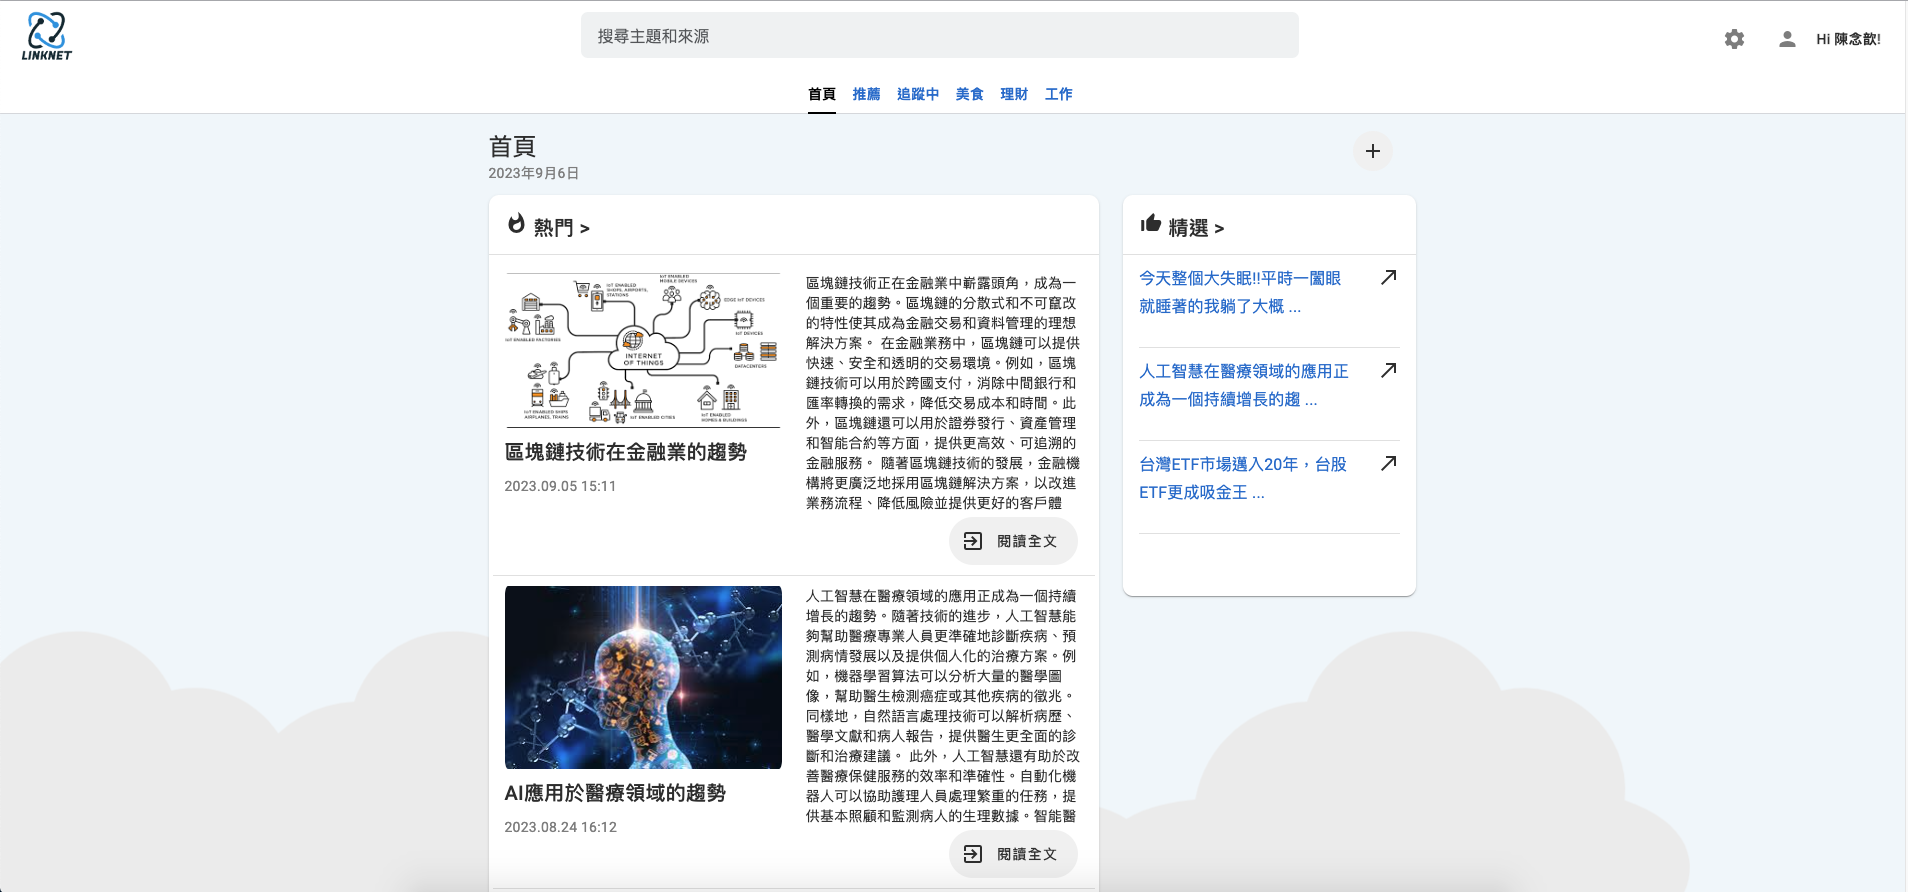 LINKNET
搜尋主題和來源
Hi 陳念歆!
首頁 推薦 追蹤中 美食 理財 工作
首頁
2023年9月6日
熱門 >
IoT ENABLED MOBILE DEVICES
IoT ENABLED SHOPS, AIRPORTS, STATIONS
EDGE IoT DEVICES
IoT DEVICES
IoT ENABLED FACTORIES
INTERNET OF THINGS
DATACENTERS
IoT ENABLED SHIPS AIRPLANES, TRAINS
IoT ENABLED CITIES
IoT ENABLED HOMES & BUILDINGS
區塊鏈技術在金融業的趨勢
2023.09.05 15:11
區塊鏈技術正在金融業中嶄露頭角，成為一
個重要的趨勢。區塊鏈的分散式和不可竄改
的特性使其成為金融交易和資料管理的理想
解決方案。 在金融業務中，區塊鏈可以提供
快速、安全和透明的交易環境。例如，區塊
鏈技術可以用於跨國支付，消除中間銀行和
匯率轉換的需求，降低交易成本和時間。此
外，區塊鏈還可以用於證券發行、資產管理
和智能合約等方面，提供更高效、可追溯的
金融服務。 隨著區塊鏈技術的發展，金融機
構將更廣泛地採用區塊鏈解決方案，以改進
業務流程、降低風險並提供更好的客戶體
閱讀全文
AI應用於醫療領域的趨勢
2023.08.24 16:12
人工智慧在醫療領域的應用正成為一個持續
增長的趨勢。隨著技術的進步，人工智慧能
夠幫助醫療專業人員更準確地診斷疾病、預
測病情發展以及提供個人化的治療方案。例
如，機器學習算法可以分析大量的醫學圖
像，幫助醫生檢測癌症或其他疾病的徵兆。
同樣地，自然語言處理技術可以解析病歷、
醫學文獻和病人報告，提供醫生更全面的診
斷和治療建議。 此外，人工智慧還有助於改
善醫療保健服務的效率和準確性。自動化機
器人可以協助護理人員處理繁重的任務，提
供基本照顧和監測病人的生理數據。智能醫
閱讀全文
精選 >
今天整個大失眠!!平時一闔眼
就睡著的我躺了大概 ...
人工智慧在醫療領域的應用正
成為一個持續增長的趨 ...
台灣ETF市場邁入20年，台股
ETF更成吸金王 ...